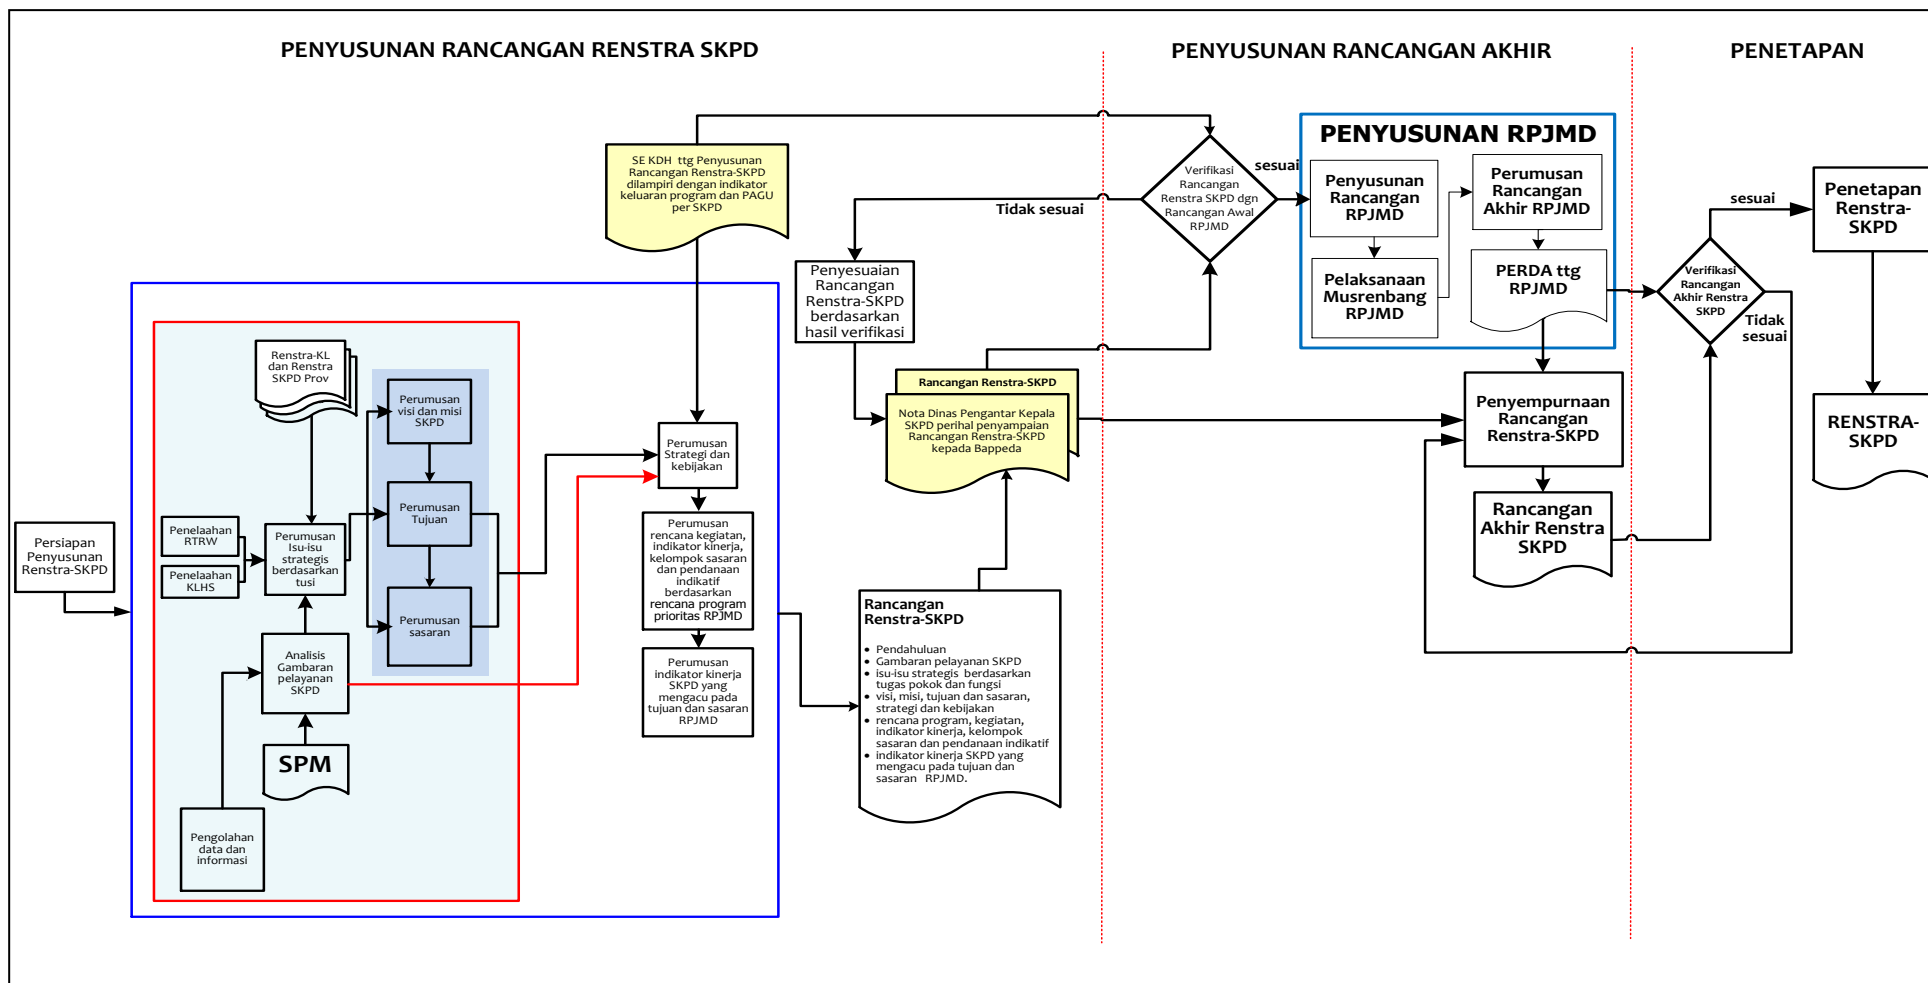 PENYUSUNAN RANCANGAN RENSTRA SKPD
PENYUSUNAN RANCANGAN AKHIR
PENETAPAN
SE KDH ttg Penyusunan
Rancangan Renstra-SKPD
dilampiri dengan indikator
keluaran program dan PAGU
per SKPD
Tidak sesuai
Verifikasi
Rancangan
Renstra SKPD dgn
Rancangan Awal
RPJMD
sesuai
PENYUSUNAN RPJMD
Penyusunan
Rancangan
RPJMD
Perumusan
Rancangan
Akhir RPJMD
Pelaksanaan
Musrenbang
RPJMD
PERDA ttg
RPJMD
sesuai
Penetapan
Renstra-
SKPD
Verifikasi
Rancangan
Akhir Renstra
SKPD
Tidak
sesuai
Penyesuaian
Rancangan
Renstra-SKPD
berdasarkan
hasil verifikasi
Renstra-KL
dan Renstra
SKPD Prov
Perumusan
visi dan misi
SKPD
Perumusan
Tujuan
Perumusan
sasaran
Perumusan
Strategi dan
kebijakan
Rancangan Renstra-SKPD
Nota Dinas Pengantar Kepala
SKPD perihal penyampaian
Rancangan Renstra-SKPD
kepada Bappeda
Penyempurnaan
Rancangan
Renstra-SKPD
RENSTRA-
SKPD
Rancangan
Akhir Renstra
SKPD
Persiapan
Penyusunan
Renstra-SKPD
Penelaahan
RTRW
Penelaahan
KLHS
Perumusan
Isu-isu
strategis
berdasarkan
tusi
Perumusan
rencana kegiatan,
indikator kinerja,
kelompok sasaran
dan pendanaan
indikatif
berdasarkan
rencana program
prioritas RPJMD
Analisis
Gambaran
pelayanan
SKPD
Perumusan
indikator kinerja
SKPD yang
mengacu pada
tujuan dan sasaran
RPJMD
SPM
Pengolahan
data dan
informasi
Rancangan
Renstra-SKPD
• Pendahuluan
• Gambaran pelayanan SKPD
• isu-isu strategis berdasarkan
tugas pokok dan fungsi
• visi, misi, tujuan dan sasaran,
strategi dan kebijakan
• rencana program, kegiatan,
indikator kinerja, kelompok
sasaran dan pendanaan indikatif
• indikator kinerja SKPD yang
mengacu pada tujuan dan
sasaran RPJMD.